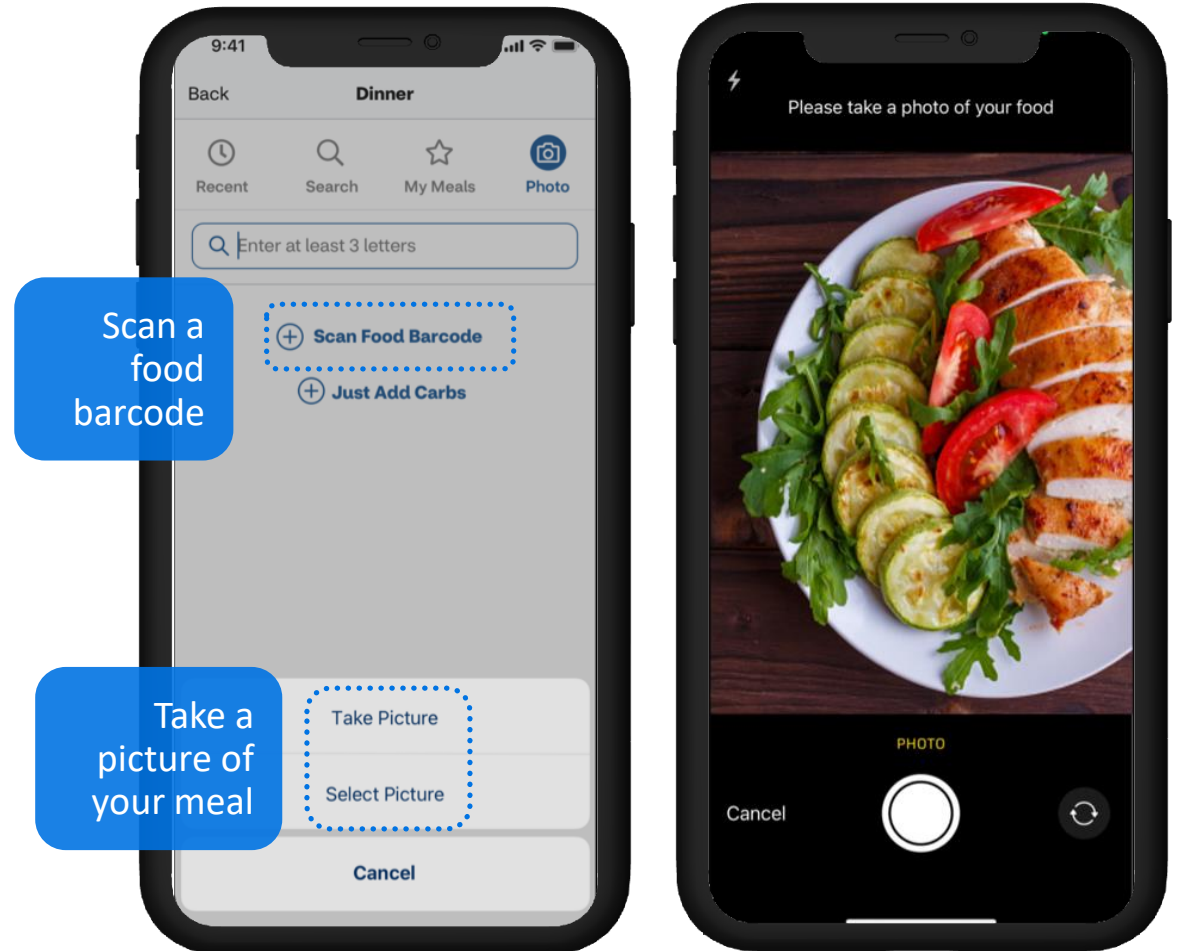 9:41
Back
Dinner
Recent
Search
My Meals
Photo
Enter at least 3 letters
Scan a
food
barcode
Scan Food Barcode
Just Add Carbs
Take a
picture of
your meal
Take Picture
Select Picture
Cancel
Please take a photo of your food
PHOTO
Cancel